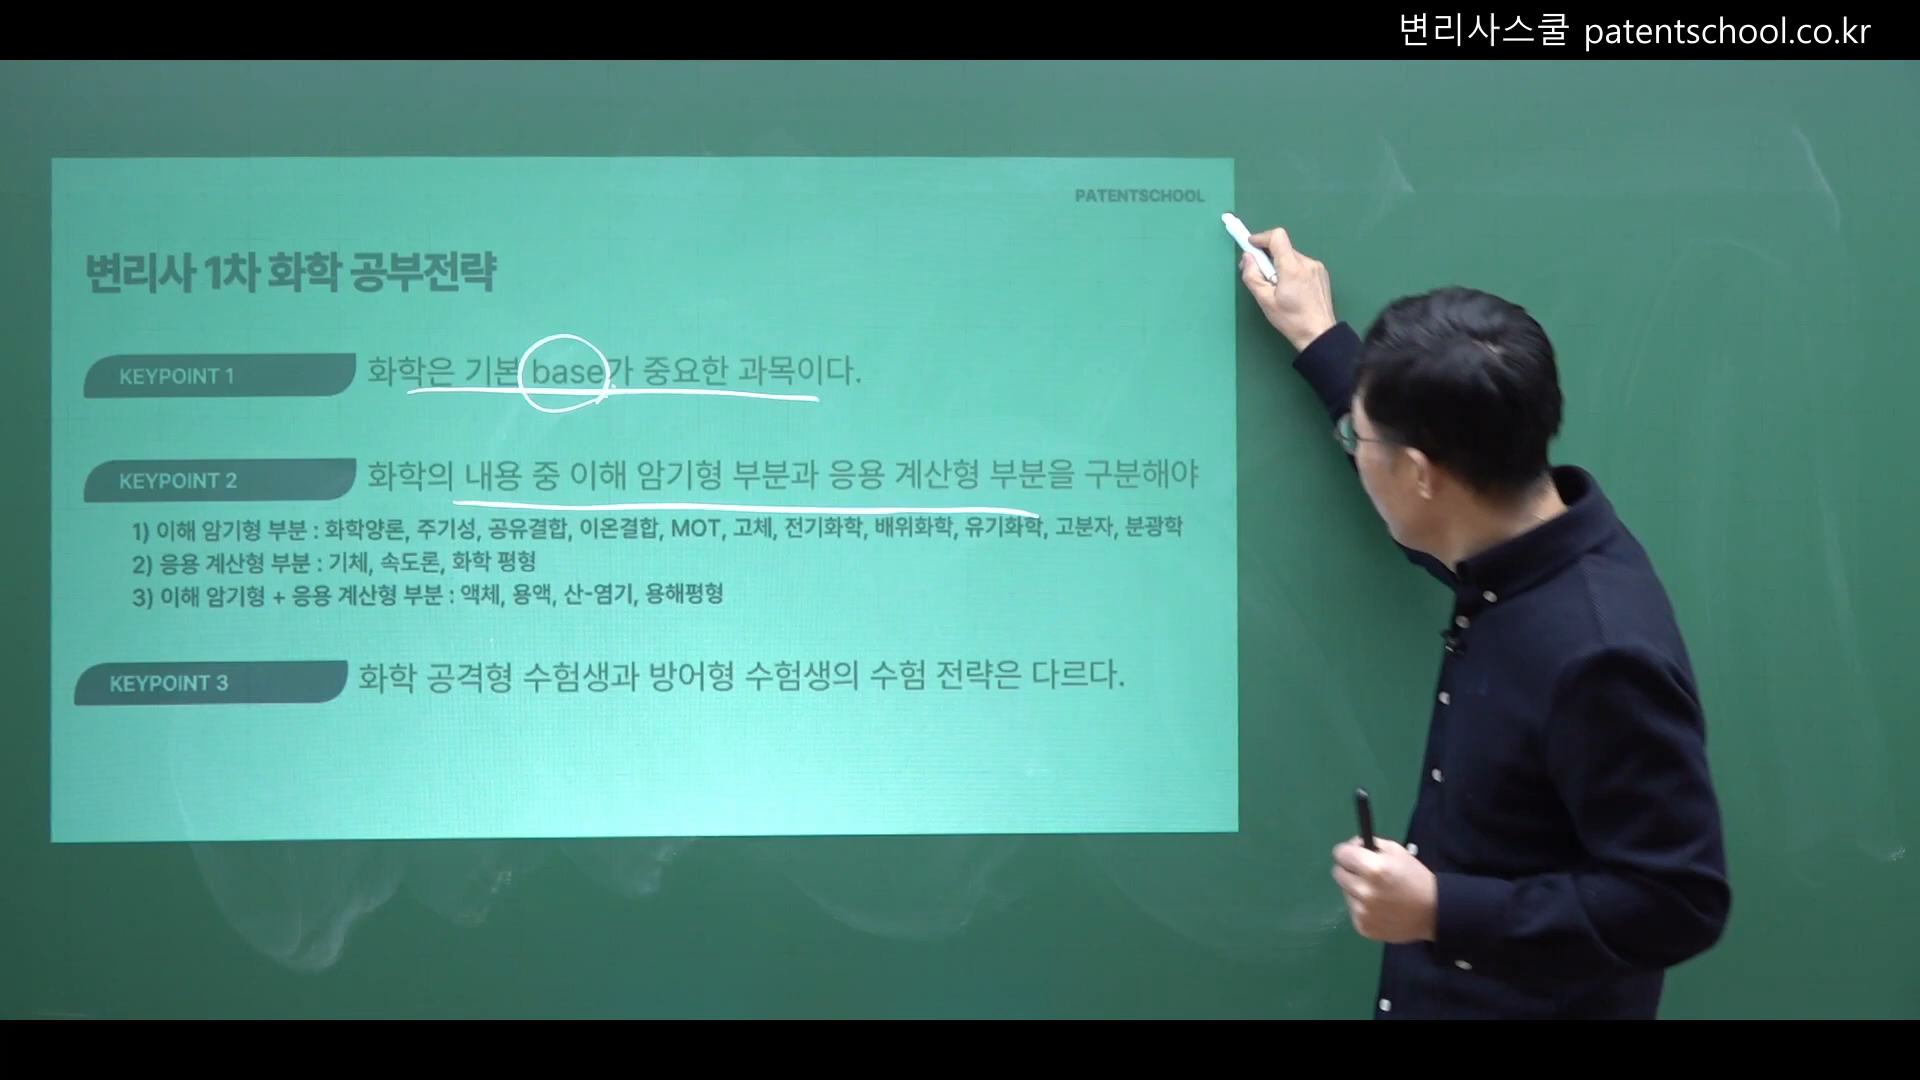 변리사스쿨 patentschool.co.kr
PATENTSCHOOL
변리사 1차 화학 공부전략
KEYPOINT 1 화학은 기본 base가 중요한 과목이다.
KEYPOINT 2 화학의 내용 중 이해 암기형 부분과 응용 계산형 부분을 구분해야
1) 이해 암기형 부분 : 화학양론, 주기성, 공유결합, 이온결합, MOT, 고체, 전기화학, 배위화학, 유기화학, 고분자, 분광학
2) 응용 계산형 부분 : 기체, 속도론, 화학 평형
3) 이해 암기형 + 응용 계산형 부분 : 액체, 용액, 산-염기, 용해평형
KEYPOINT 3 화학 공격형 수험생과 방어형 수험생의 수험 전략은 다르다.